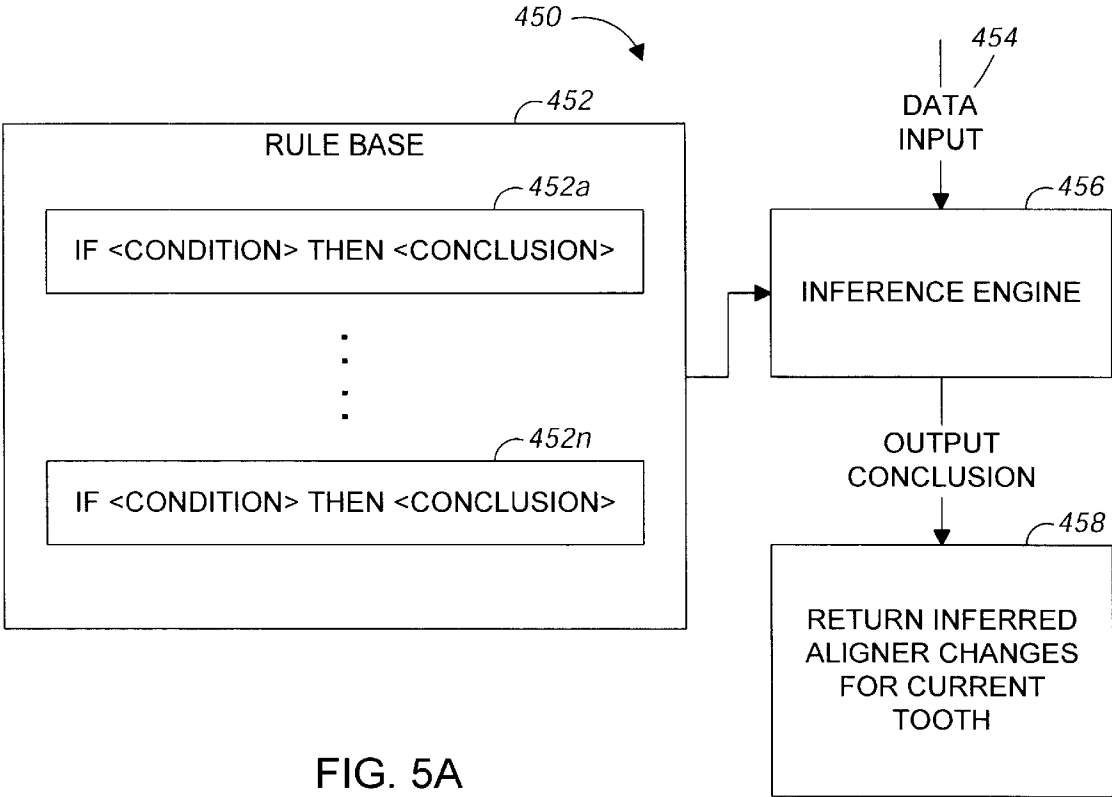 450
454
DATA
INPUT
452
RULE BASE
452a
IF <CONDITION> THEN <CONCLUSION>
456
INFERENCE ENGINE
452n
IF <CONDITION> THEN <CONCLUSION>
OUTPUT
CONCLUSION
458
RETURN INFERRED
ALIGNER CHANGES
FOR CURRENT
TOOTH
FIG. 5A